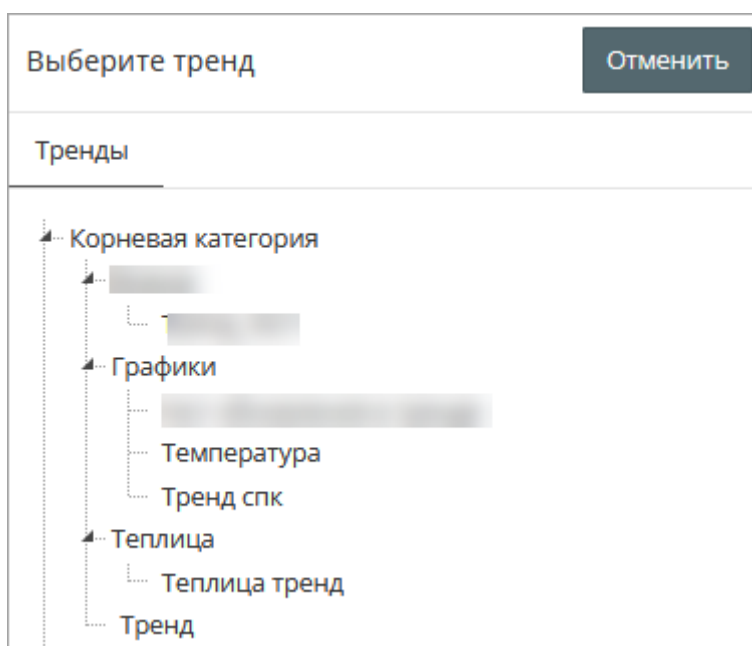 Выберите тренд
Отменить
Тренды
Корневая категория
Графики
Температура
Тренд спк
Теплица
Теплица тренд
Тренд